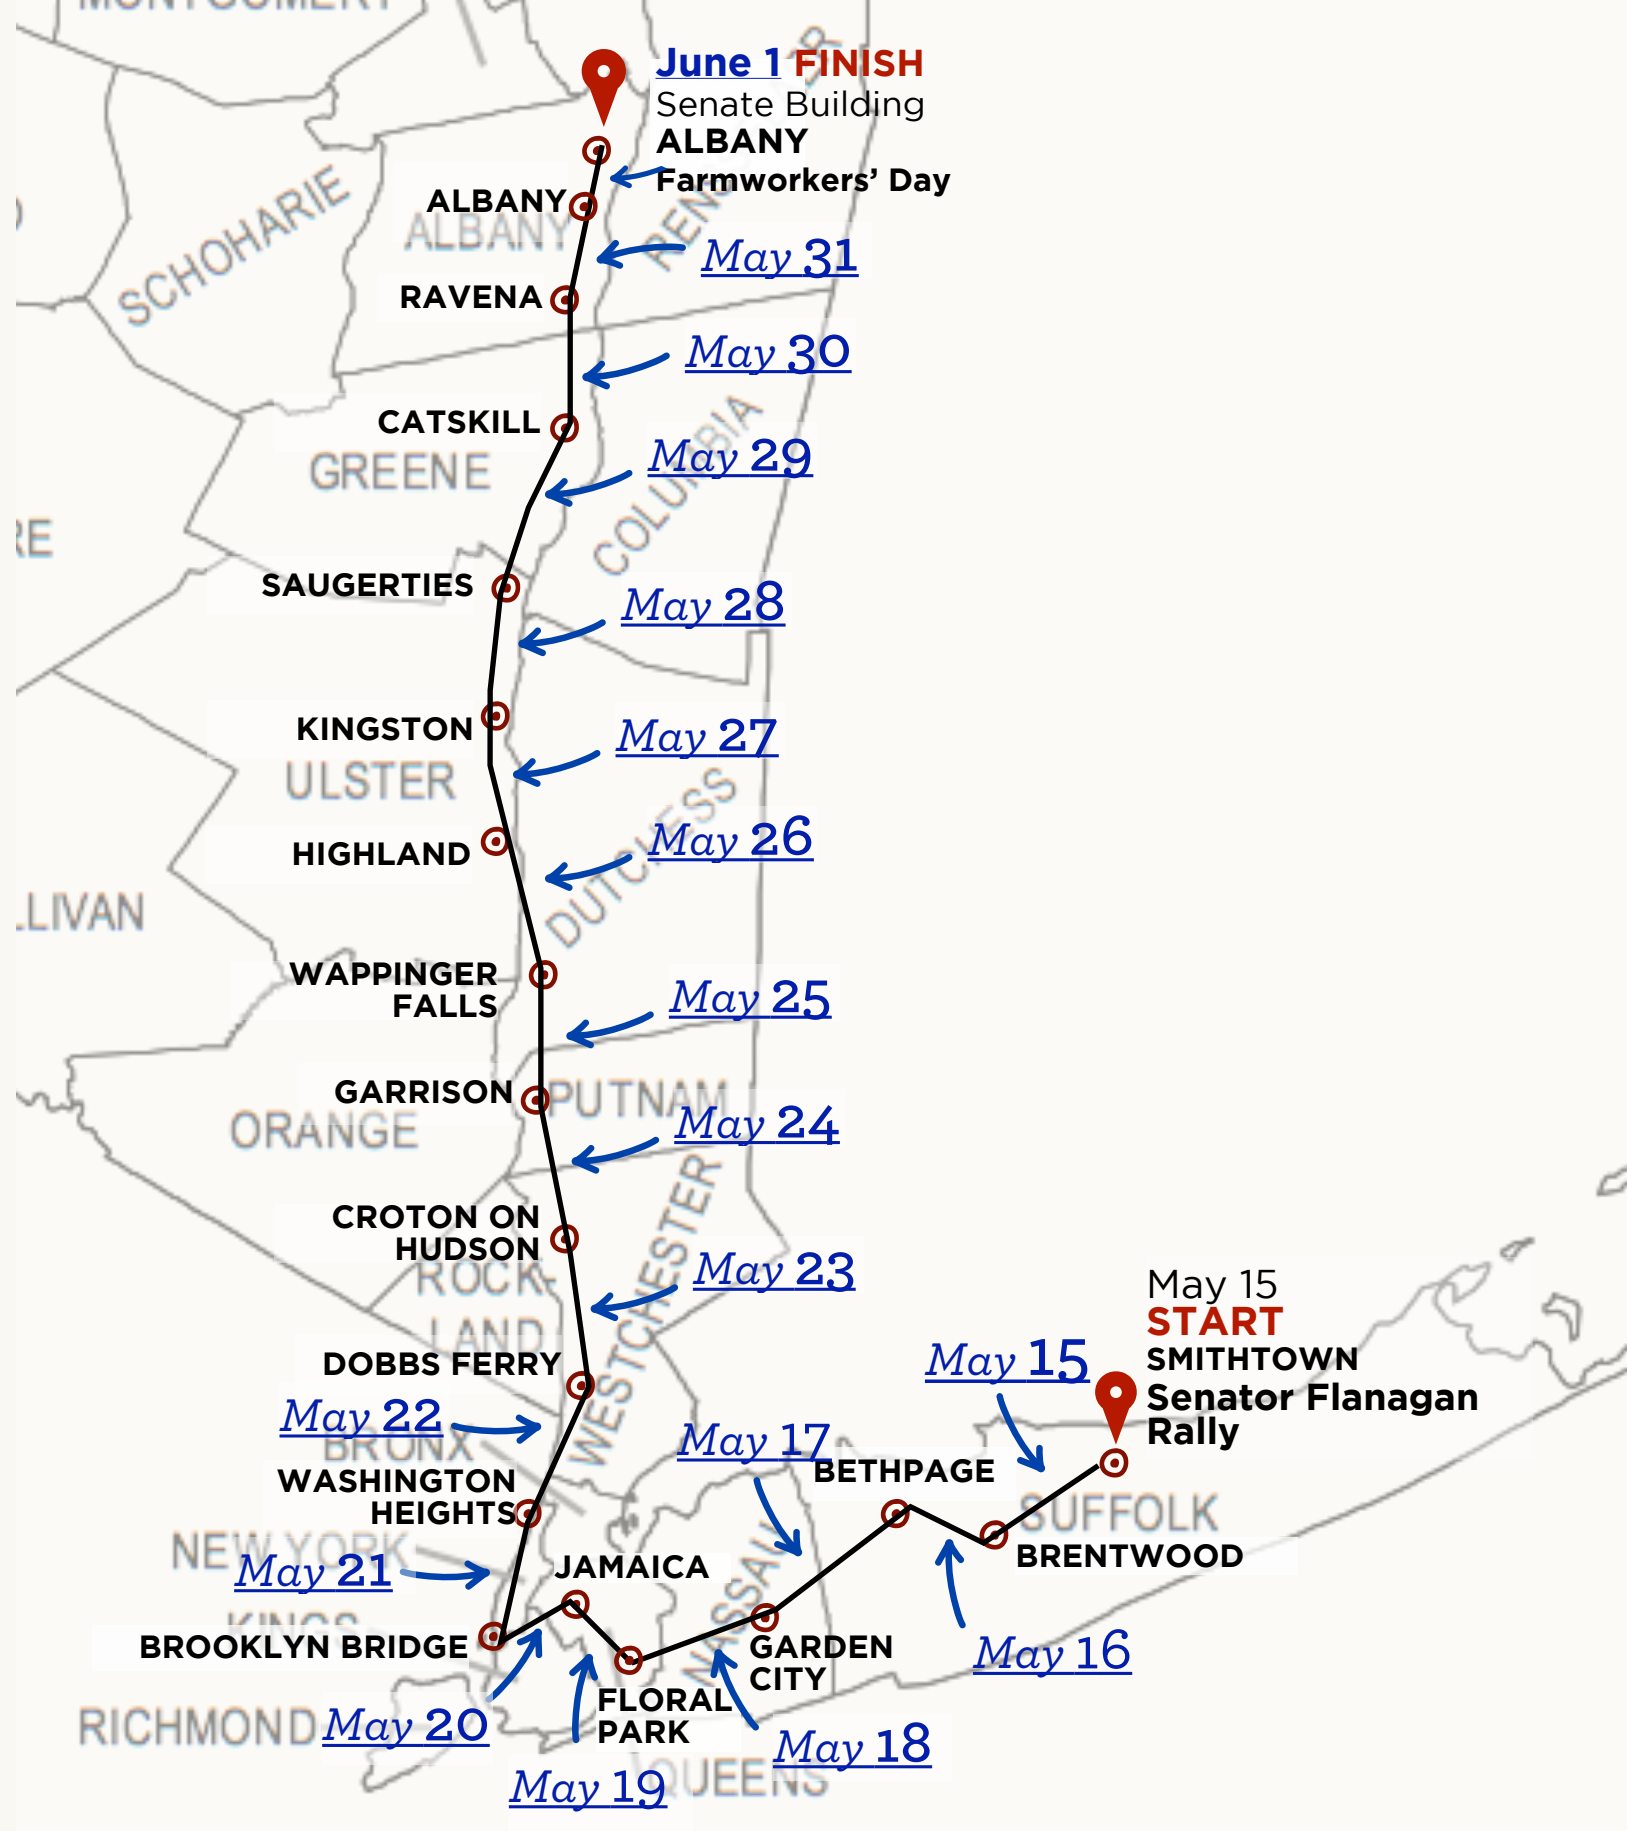 MONTGOMERY
June 1 FINISH
Senate Building
ALBANY
Farmworkers’ Day
ALBANY
ALBANY
SCHOHARIE
May 31
RAVENA
May 30
CATSKILL
GREENE
May 29
COLUMBIA
SAUGERTIES
May 28
KINGSTON
May 27
ULSTER
HIGHLAND
May 26
DUTCHESS
LLIVAN
WAPPINGER
FALLS
May 25
GARRISON
PUTNAM
ORANGE
May 24
CROTON ON
HUDSON
ROCK-
LAND
May 23
WESTCHESTER
May 15
START
SMITHTOWN
Senator Flanagan
Rally
May 15
DOBBS FERRY
May 22
BRONX
May 17
BETHPAGE
WASHINGTON
HEIGHTS
SUFFOLK
BRENTWOOD
NEW YORK
May 21
JAMAICA
NASSAU
KINGS
BROOKLYN BRIDGE
GARDEN
CITY
May 16
FLORAL
PARK
RICHMOND
May 20
May 18
May 19
QUEENS